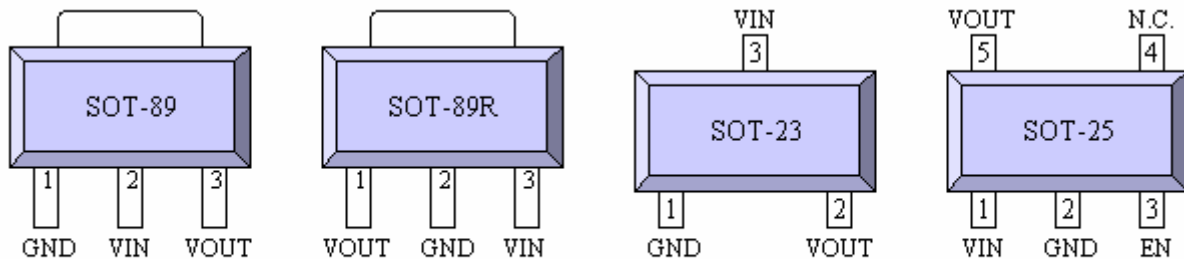 VIN VOUT N.C.
3 5 4
SOT-89 SOT-89R SOT-23 SOT-25
1 2 3 1 2 3 1 2 1 2 3
GND VIN VOUT VOUT GND VIN GND VOUT VIN GND EN